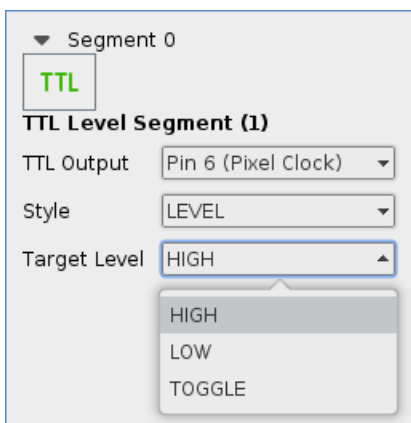 Segment 0
TTL
TTL Level Segment (1)
TTL Output Pin 6 (Pixel Clock)
Style LEVEL
Target Level HIGH
HIGH
LOW
TOGGLE